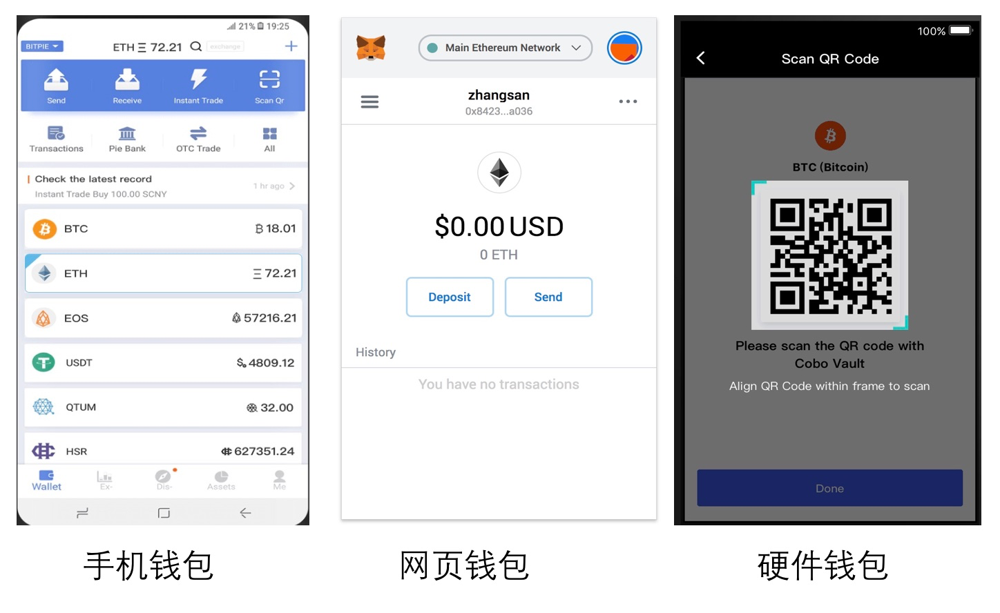 21% 19:25
BITPIE
ETH Ξ 72.21
exchange
Send
Receive
Instant Trade
Scan Qr
Transactions
Pie Bank
OTC Trade
All
Check the latest record
Instant Trade Buy 100.00 SCNY
1 hr ago
BTC
₿ 18.01
ETH
Ξ 72.21
EOS
57216.21
USDT
4809.12
QTUM
32.00
HSR
627351.24
Wallet
Ex-
Dis-
Assets
Me
手机钱包
Main Ethereum Network
zhangsan
0x8423...a036
$0.00 USD
0 ETH
Deposit
Send
History
You have no transactions
网页钱包
100%
Scan QR Code
BTC (Bitcoin)
Please scan the QR code with
Cobo Vault
Align QR Code within frame to scan
Done
硬件钱包